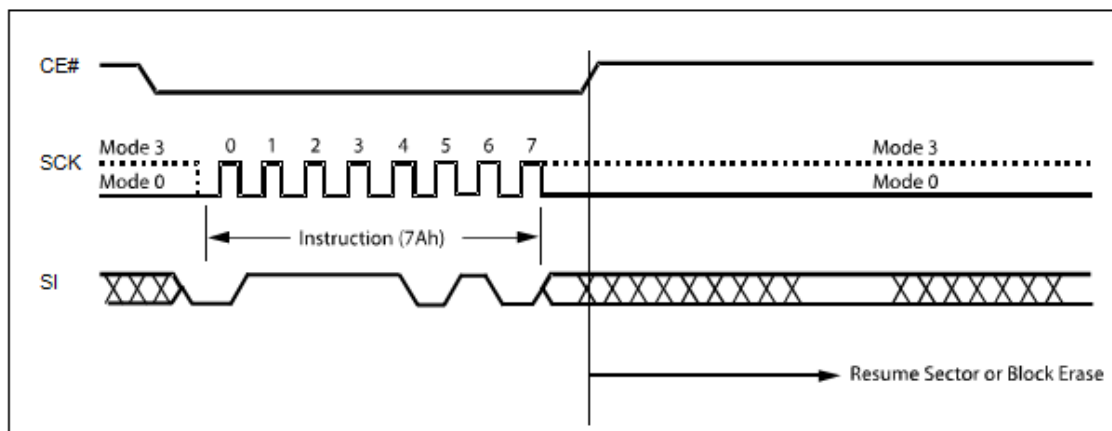 CE#
0 1 2 3 4 5 6 7
Mode 3 Mode 3
SCK
Mode 0 Mode 0
Instruction (7Ah)
SI
Resume Sector or Block Erase